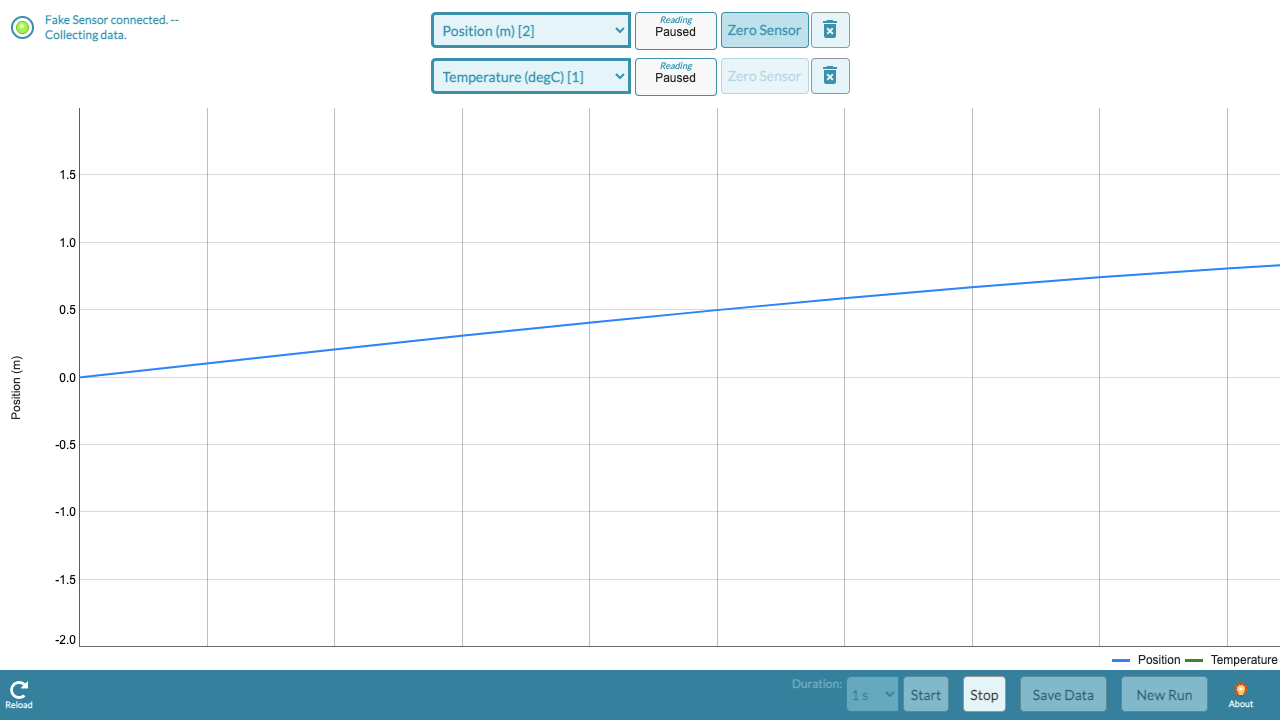 Fake Sensor connected. --
Collecting data.
Position (m) [2]
Reading
Paused
Zero Sensor
Temperature (degC) [1]
Reading
Paused
Zero Sensor
1.5
1.0
0.5
0.0
-0.5
-1.0
-1.5
-2.0
Position (m)
Position
Temperature
Reload
Duration:
1 s
Start
Stop
Save Data
New Run
About